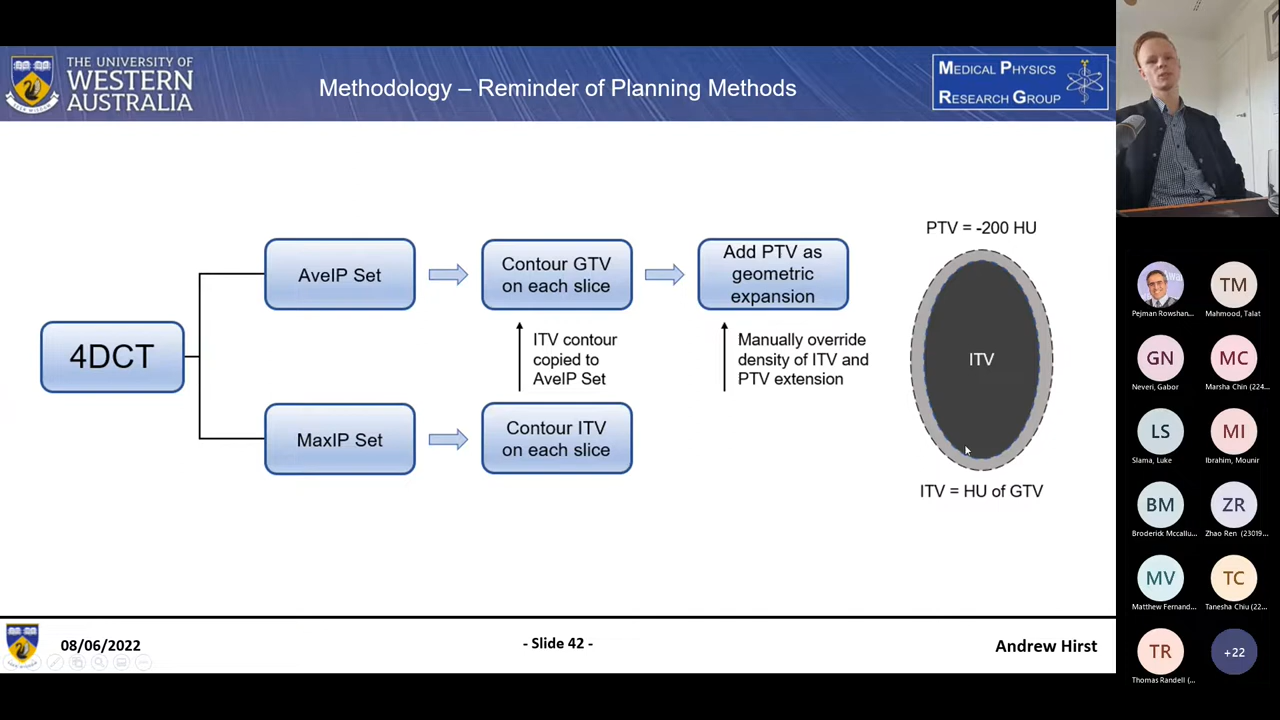 THE UNIVERSITY OF
WESTERN
AUSTRALIA
Methodology – Reminder of Planning Methods
MEDICAL PHYSICS
RESEARCH GROUP
4DCT
AveIP Set
Contour GTV
on each slice
Add PTV as
geometric
expansion
ITV contour
copied to
AveIP Set
Manually override
density of ITV and
PTV extension
MaxIP Set
Contour ITV
on each slice
PTV = -200 HU
ITV
ITV = HU of GTV
08/06/2022
- Slide 42 -
Andrew Hirst
Pejman Rowshan...
TM
Mahmood, Talat
GN
Neveri, Gabor
MC
Marsha Chin (224...
LS
Slama, Luke
MI
Ibrahim, Mounir
BM
Broderick Mccallu...
ZR
Zhao Ren (23019...
MV
Matthew Fernand...
TC
Tanesha Chiu (22...
TR
Thomas Randell (...
+22